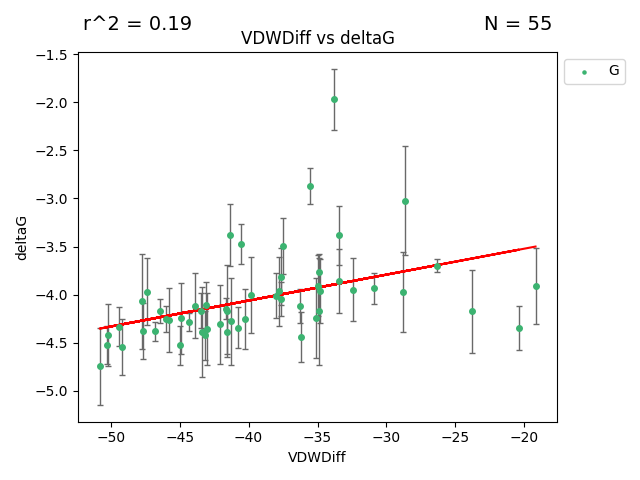 r^2 = 0.19
N = 55
VDWDiff vs deltaG
G
−1.5
−2.0
−2.5
−3.0
−3.5
−4.0
−4.5
−5.0
deltaG
−50
−45
−40
−35
−30
−25
−20
VDWDiff